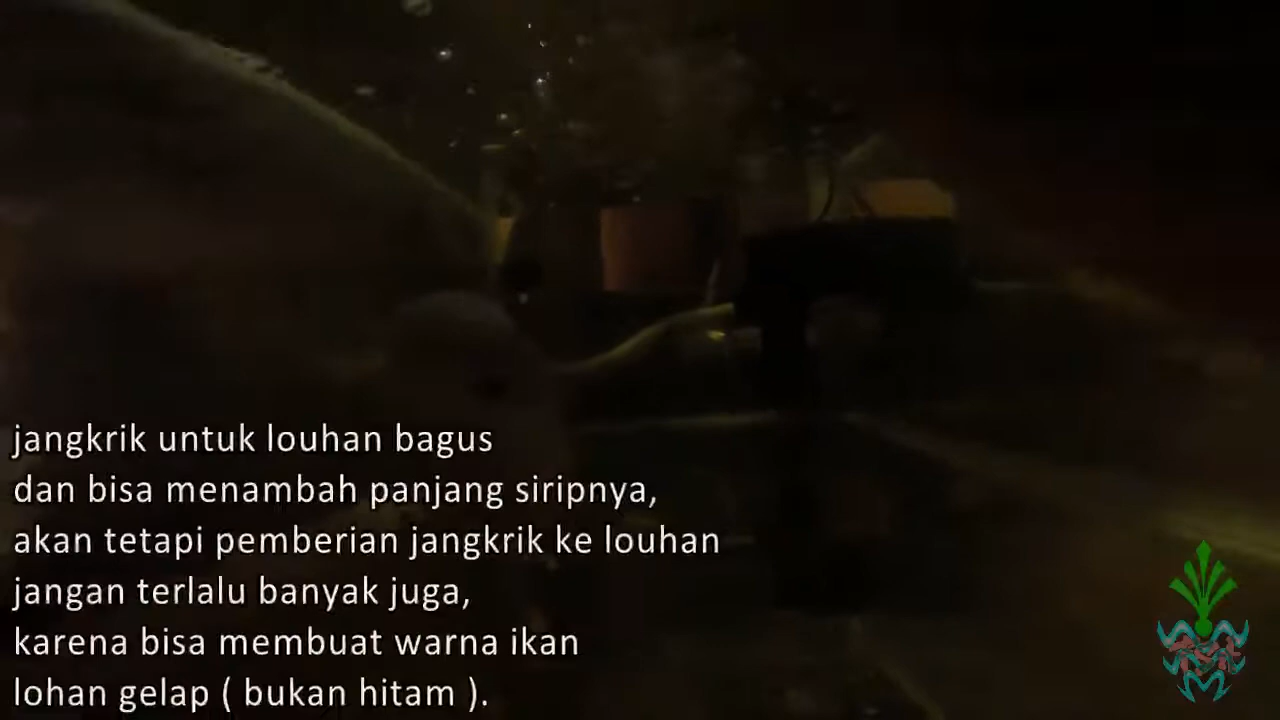 jangkrik untuk louhan bagus
dan bisa menambah panjang siripnya,
akan tetapi pemberian jangkrik ke louhan
jangan terlalu banyak juga,
karena bisa membuat warna ikan
lohan gelap ( bukan hitam ).